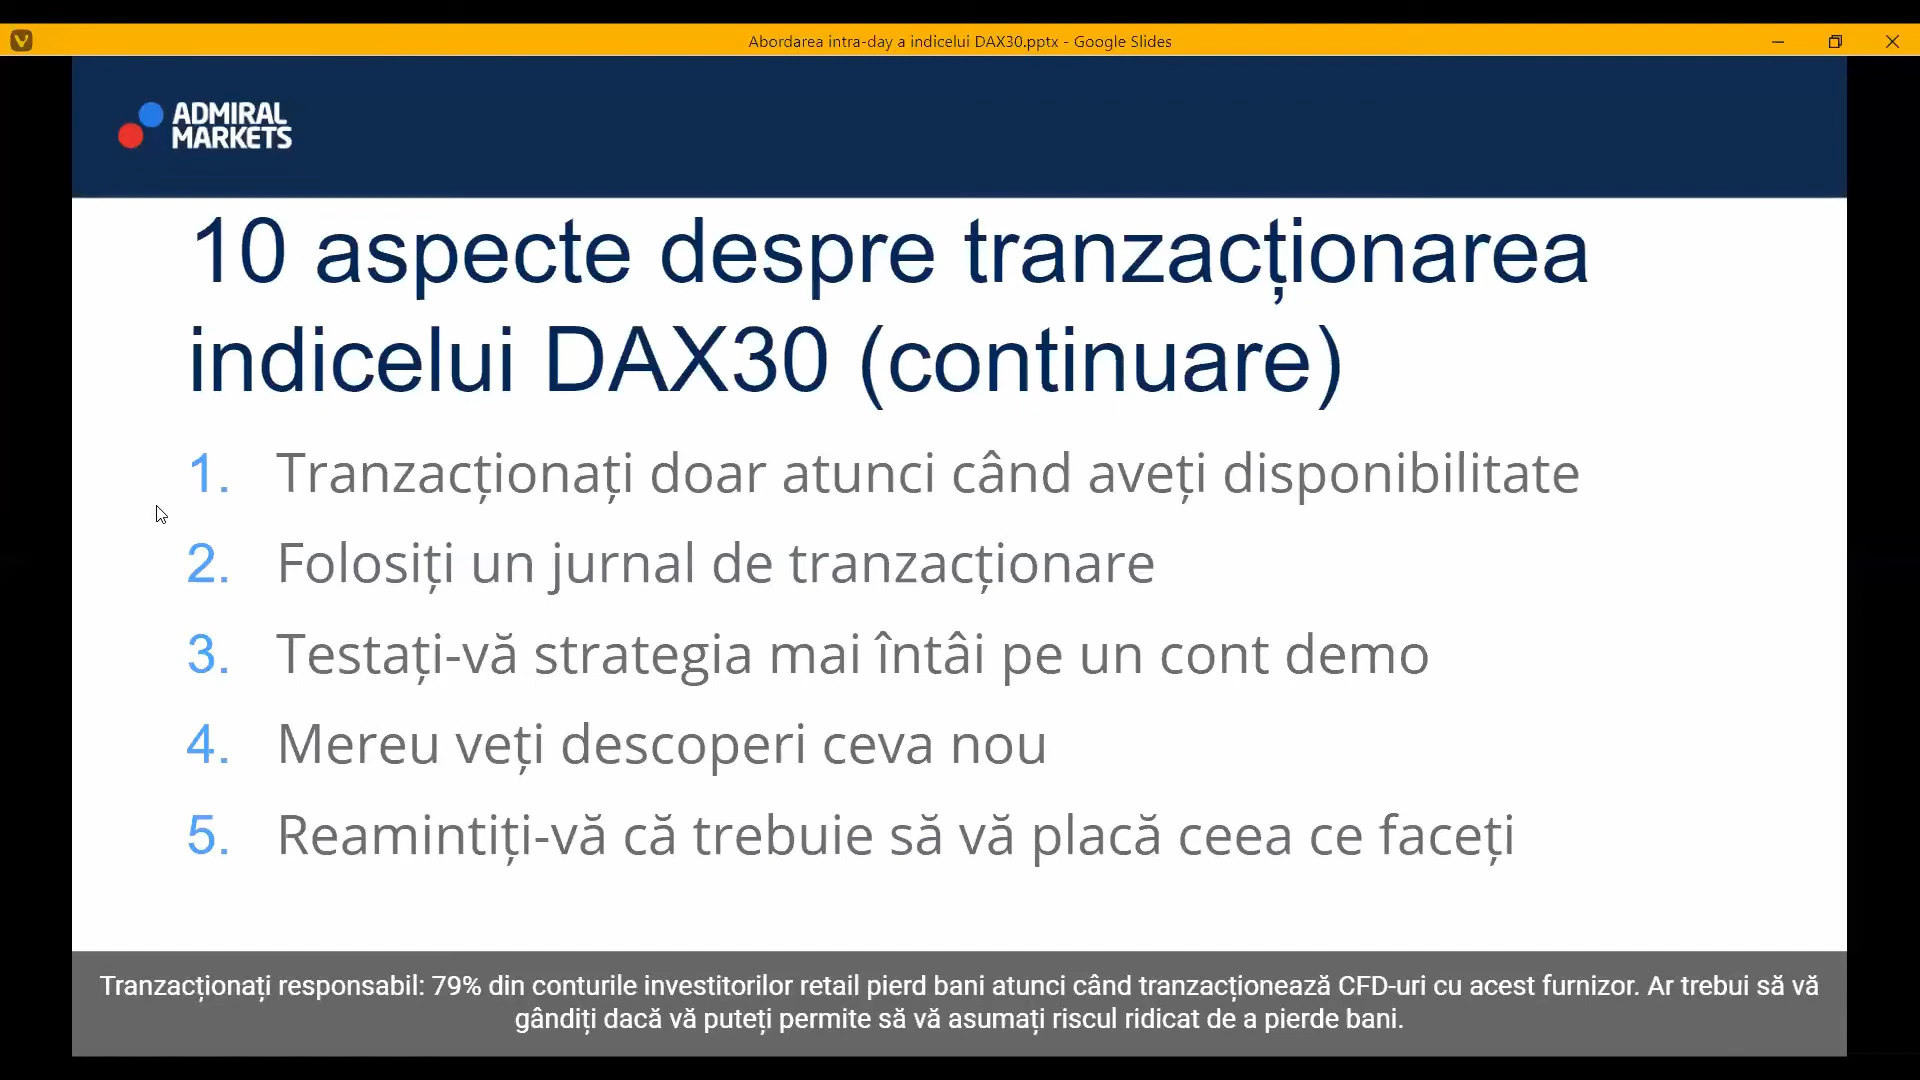 Abordarea intra-day a indicelui DAX30.pptx - Google Slides
ADMIRAL
MARKETS
10 aspecte despre tranzacționarea
indicelui DAX30 (continuare)
1. Tranzacționați doar atunci când aveți disponibilitate
2. Folosiți un jurnal de tranzacționare
3. Testați-vă strategia mai întâi pe un cont demo
4. Mereu veți descoperi ceva nou
5. Reamintiți-vă că trebuie să vă placă ceea ce faceți
Tranzacționați responsabil: 79% din conturile investitorilor retail pierd bani atunci când tranzacționează CFD-uri cu acest furnizor. Ar trebui să vă
gândiți dacă vă puteți permite să vă asumați riscul ridicat de a pierde bani.